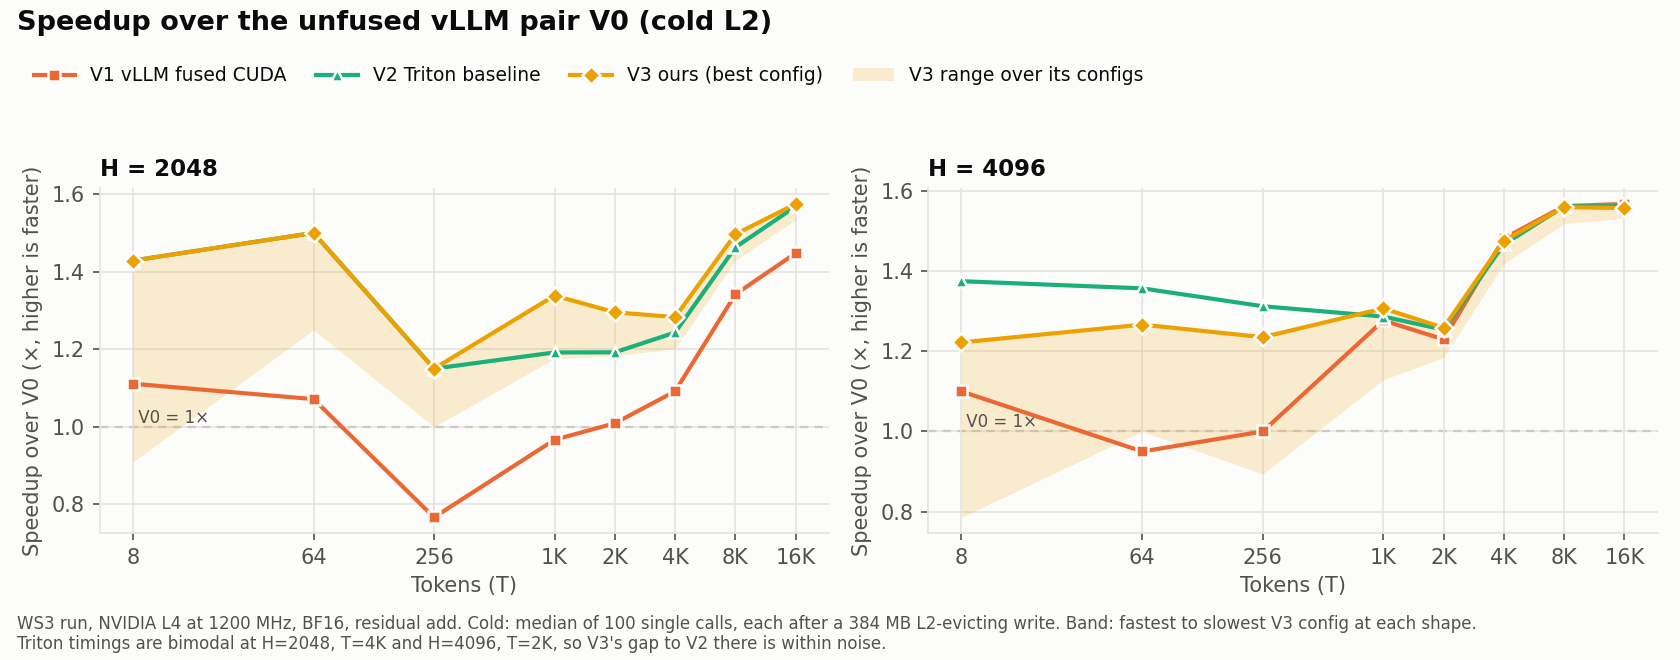 Speedup over the unfused vLLM pair V0 (cold L2)
V1 vLLM fused CUDA
V2 Triton baseline
V3 ours (best config)
V3 range over its configs
H = 2048
Speedup over V0 (×, higher is faster)
1.6
1.4
1.2
1.0
0.8
V0 = 1×
8
64
256
1K
2K
4K
8K
16K
Tokens (T)
H = 4096
Speedup over V0 (×, higher is faster)
1.6
1.4
1.2
1.0
0.8
V0 = 1×
8
64
256
1K
2K
4K
8K
16K
Tokens (T)
WS3 run, NVIDIA L4 at 1200 MHz, BF16, residual add. Cold: median of 100 single calls, each after a 384 MB L2-evicting write. Band: fastest to slowest V3 config at each shape.
Triton timings are bimodal at H=2048, T=4K and H=4096, T=2K, so V3's gap to V2 there is within noise.